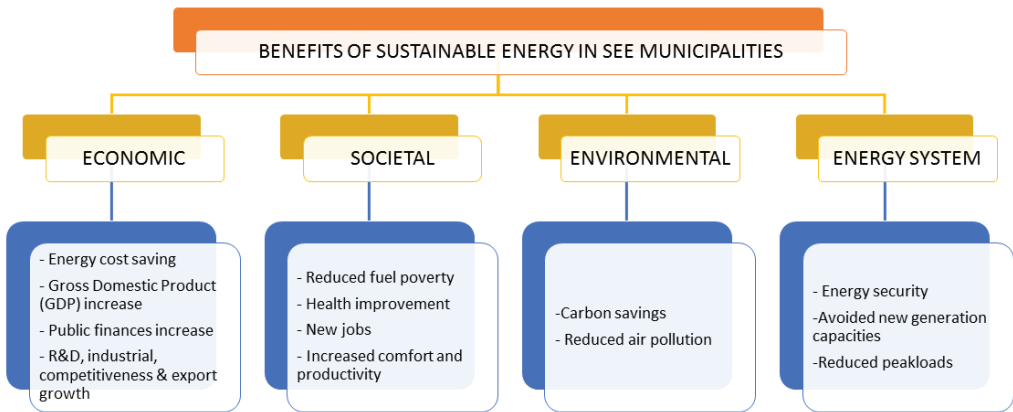 BENEFITS OF SUSTAINABLE ENERGY IN SEE MUNICIPALITIES
ECONOMIC
- Energy cost saving
- Gross Domestic Product
(GDP) increase
- Public finances increase
- R&D, industrial,
competitiveness & export
growth
SOCIETAL
- Reduced fuel poverty
- Health improvement
- New jobs
- Increased comfort and
productivity
ENVIRONMENTAL
-Carbon savings
- Reduced air pollution
ENERGY SYSTEM
- Energy security
-Avoided new generation
capacities
-Reduced peakloads